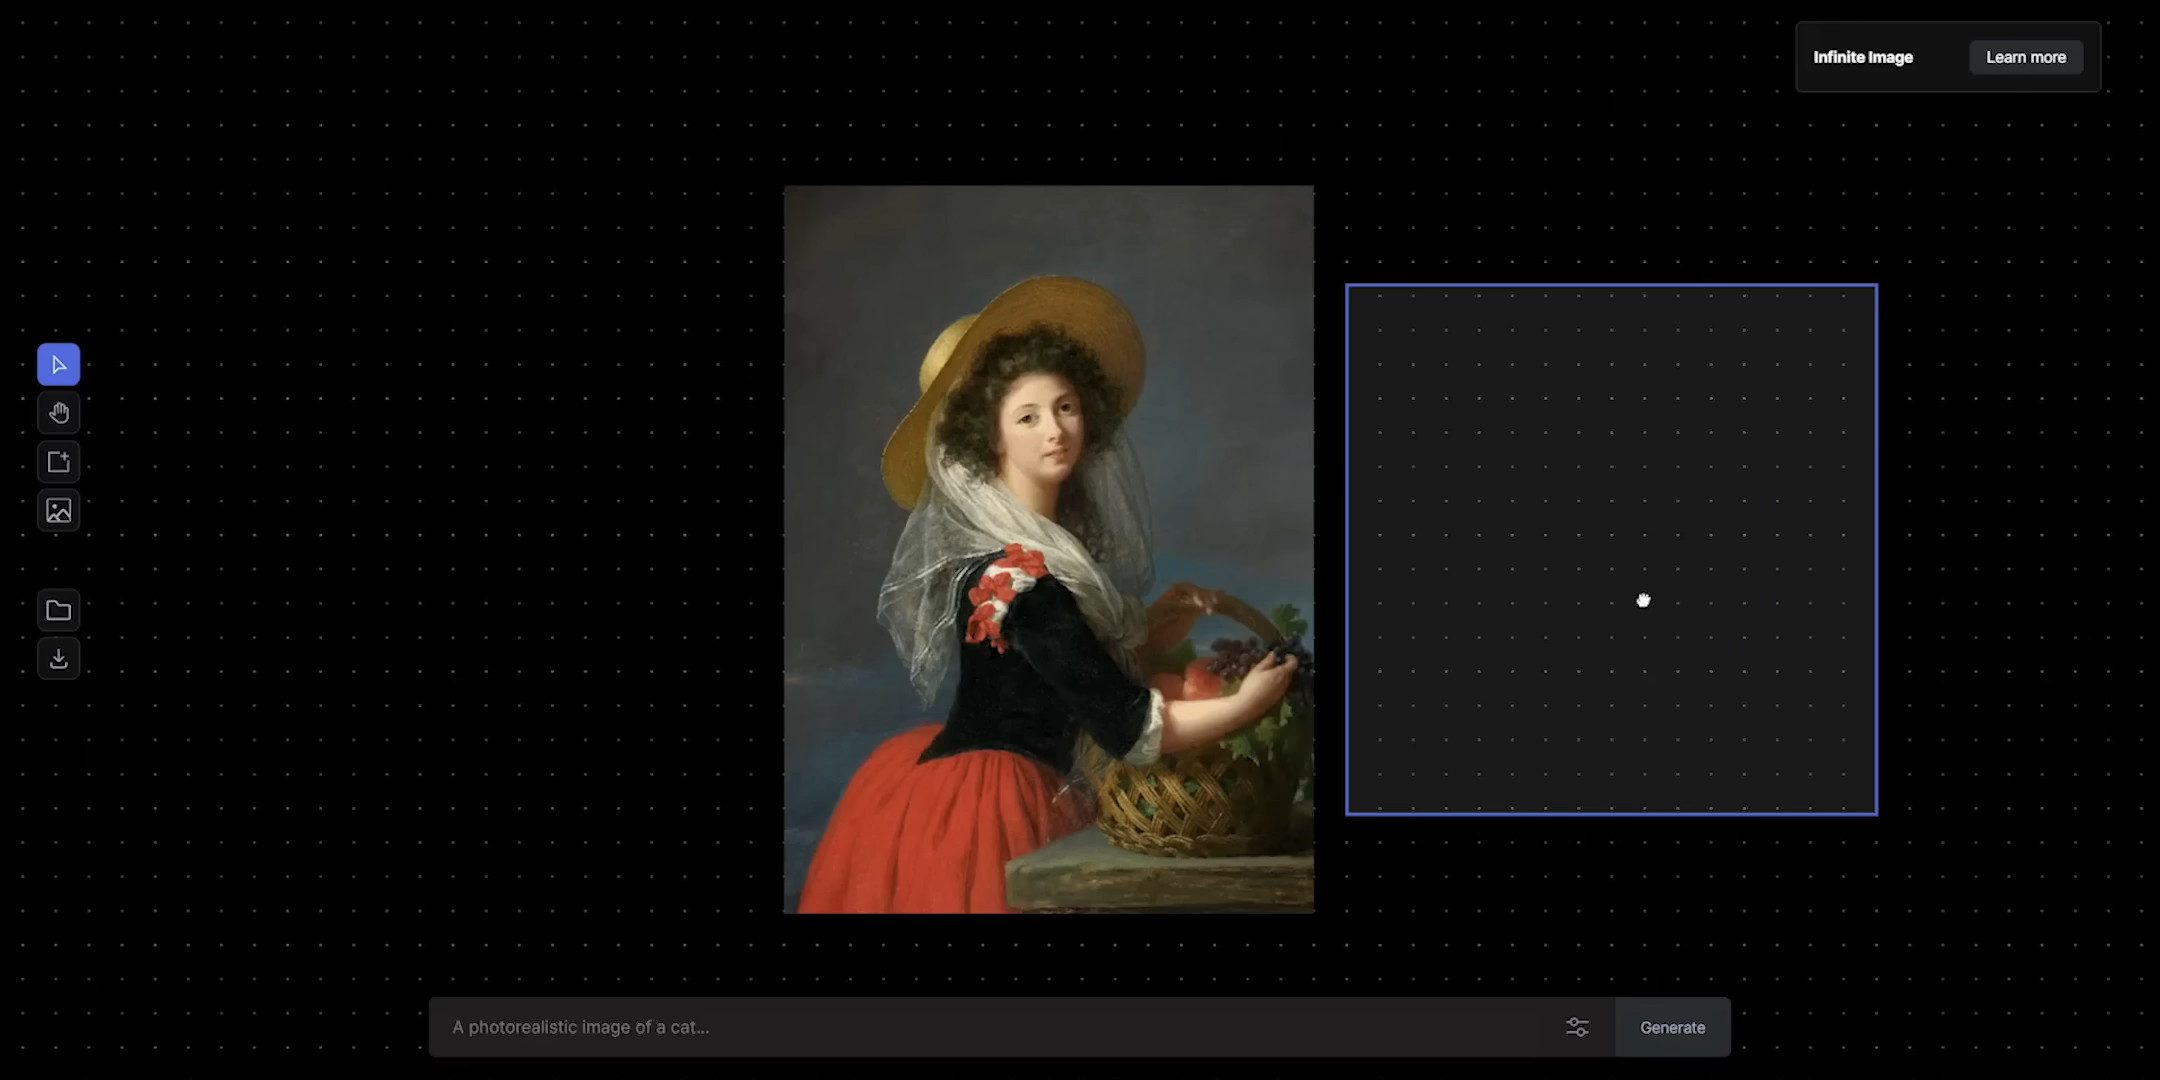 Infinite Image
Learn more
A photorealistic image of a cat...
Generate